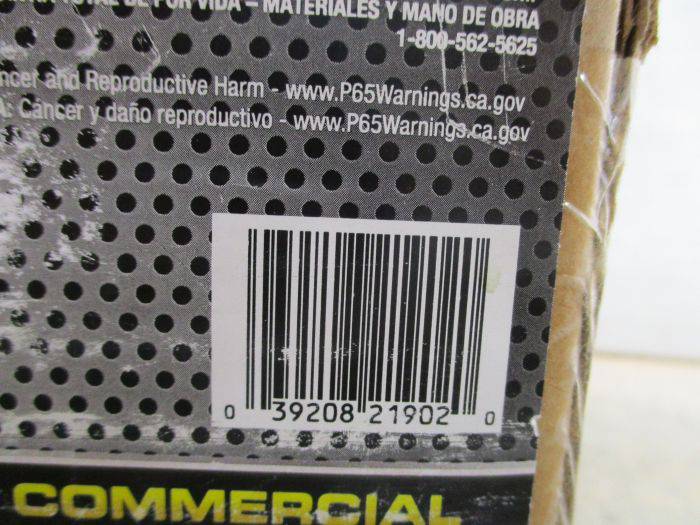 TOTAL DE POR VIDA – MATERIALES Y MANO DE OBRA
1-800-562-5625
and Reproductive Harm - www.P65Warnings.ca.gov
Cáncer y daño reproductivo - www.P65Warnings.ca.gov
0 39208 21902 0
COMMERCIAL